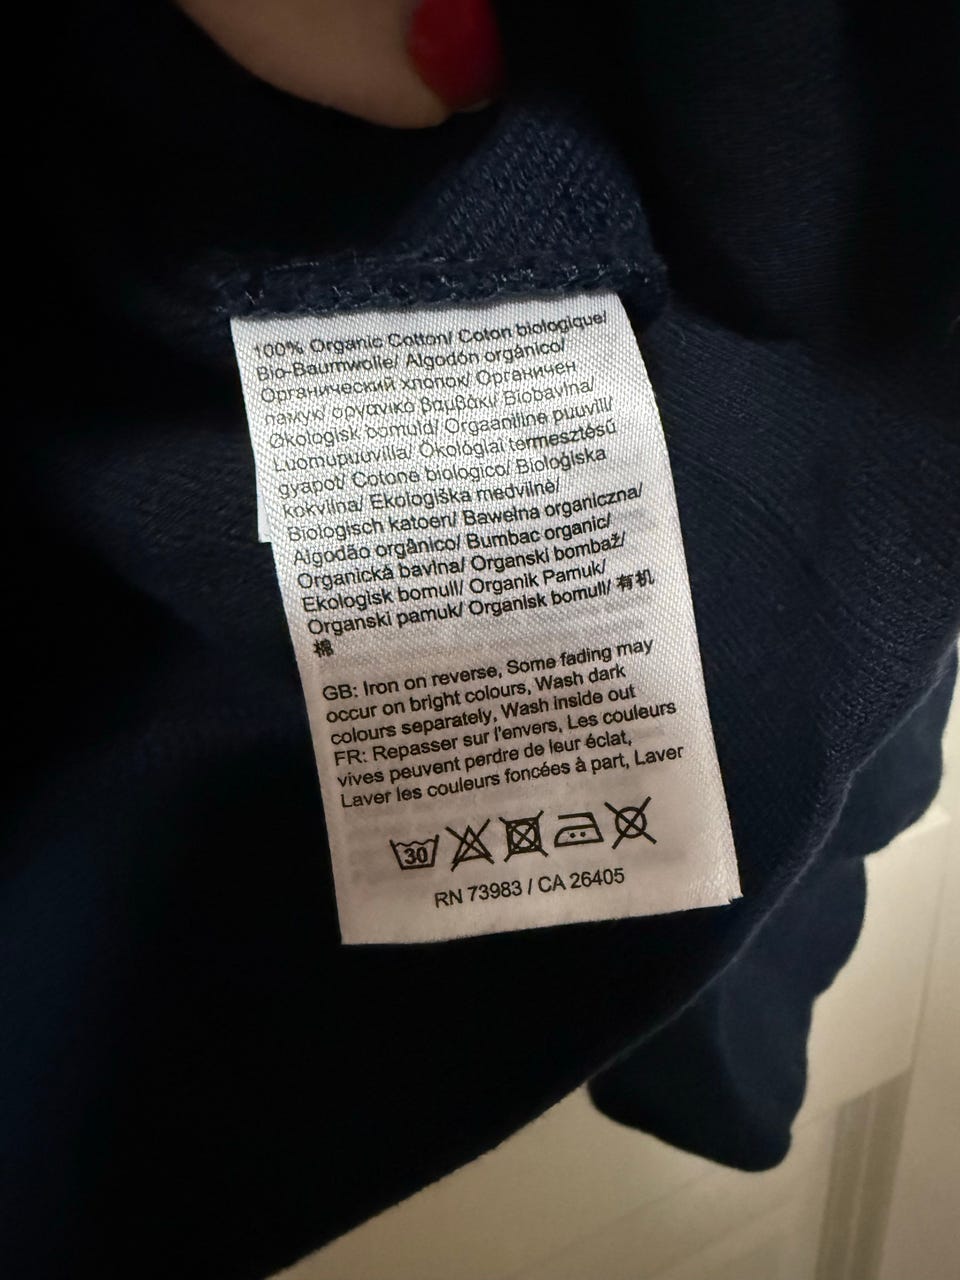 100% Organic Cotton/ Coton biologique/
Bio-Baumwolle/ Algodón orgánico/
Органический хлопок/ Органичен
памук/ οργανικό βαμβάκι/ Biobavlna/
Økologisk bomuld/ Orgaaniline puuvill/
Luomupuuvilla/ Ökológiai termesztésű
gyapot/ Cotone biologico/ Bioloģiska
kokvilna/ Ekologiška medvilnė/
Biologisch katoen/ Bawełna organiczna/
Algodão orgânico/ Bumbac organic/
Organická bavlna/ Organski bombaž/
Ekologisk bomull/ Organik Pamuk/
Organski pamuk/ Organisk bomull/ 有机
棉
GB: Iron on reverse, Some fading may
occur on bright colours, Wash dark
colours separately, Wash inside out
FR: Repasser sur l'envers, Les couleurs
vives peuvent perdre de leur éclat,
Laver les couleurs foncées à part, Laver
30
RN 73983 / CA 26405